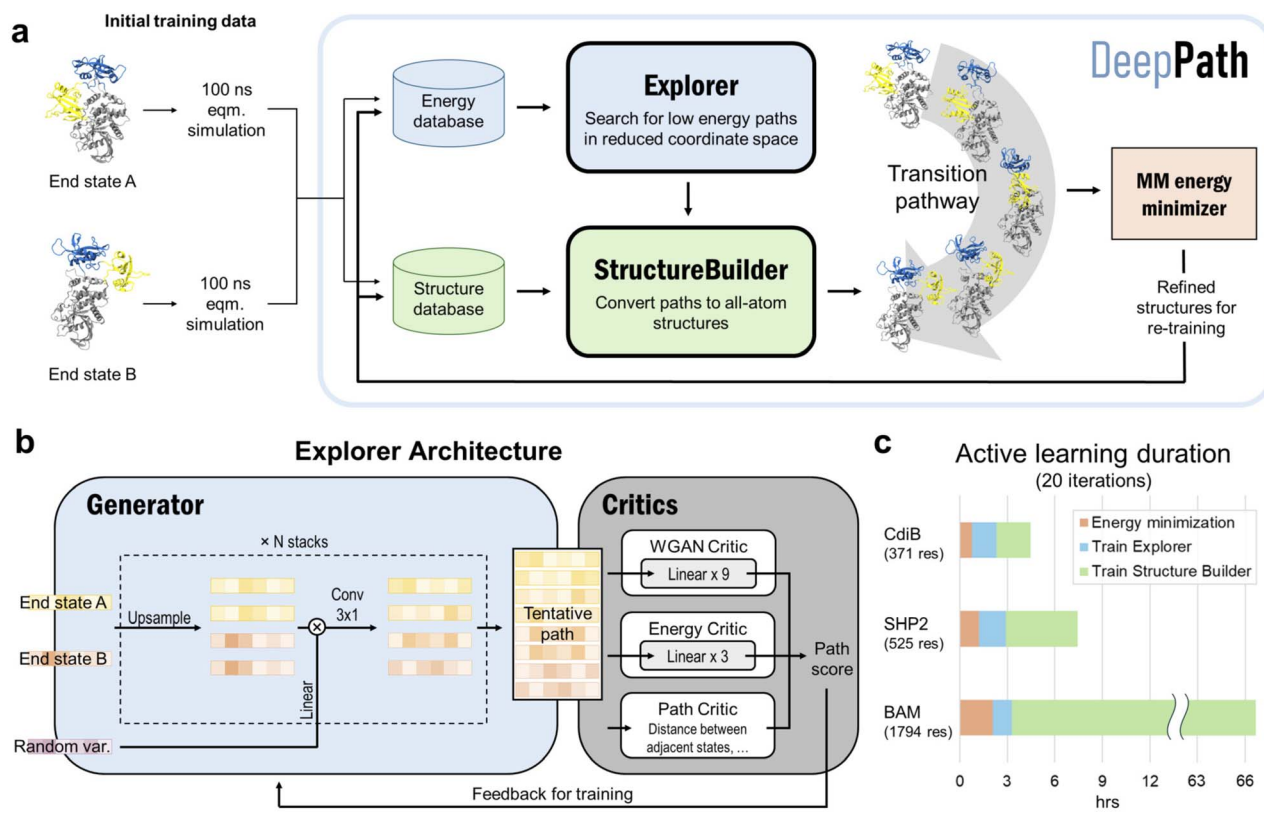 a
Initial training data
End state A
100 ns
eqm.
simulation
End state B
100 ns
eqm.
simulation
DeepPath
Energy
database
Explorer
Search for low energy paths
in reduced coordinate space
Structure
database
StructureBuilder
Convert paths to all-atom
structures
Transition
pathway
MM energy
minimizer
Refined
structures for
re-training
b
Explorer Architecture
Generator
× N stacks
End state A
End state B
Random var.
Upsample
Conv
3x1
Linear
Tentative
path
Critics
WGAN Critic
Linear x 9
Energy Critic
Linear x 3
Path Critic
Distance between
adjacent states, ...
Path
score
Feedback for training
c
Active learning duration
(20 iterations)
Energy minimization
Train Explorer
Train Structure Builder
CdiB
(371 res)
SHP2
(525 res)
BAM
(1794 res)
0 3 6 9 12 63 66
hrs